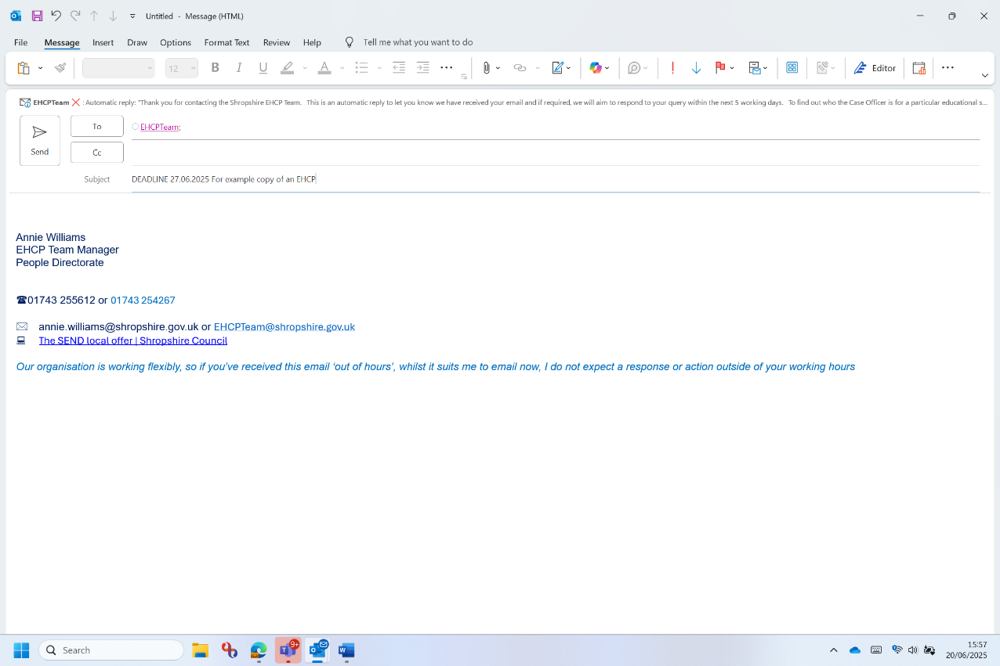 Untitled - Message (HTML)
File Message Insert Draw Options Format Text Review Help Tell me what you want to do
12 B I U A Editor
EHCPTeam : Automatic reply: "Thank you for contacting the Shropshire EHCP Team. This is an automatic reply to let you know we have received your email and if required, we will aim to respond to your query within the next 5 working days. To find out who the Case Officer is for a particular educational s...
To EHCPTeam;
Send
Cc
Subject DEADLINE 27.06.2025 For example copy of an EHCP
Annie Williams
EHCP Team Manager
People Directorate
☎01743 255612 or 01743 254267
annie.williams@shropshire.gov.uk or EHCPTeam@shropshire.gov.uk
The SEND local offer | Shropshire Council
Our organisation is working flexibly, so if you've received this email ‘out of hours’, whilst it suits me to email now, I do not expect a response or action outside of your working hours
Search
9+
15:57
20/06/2025